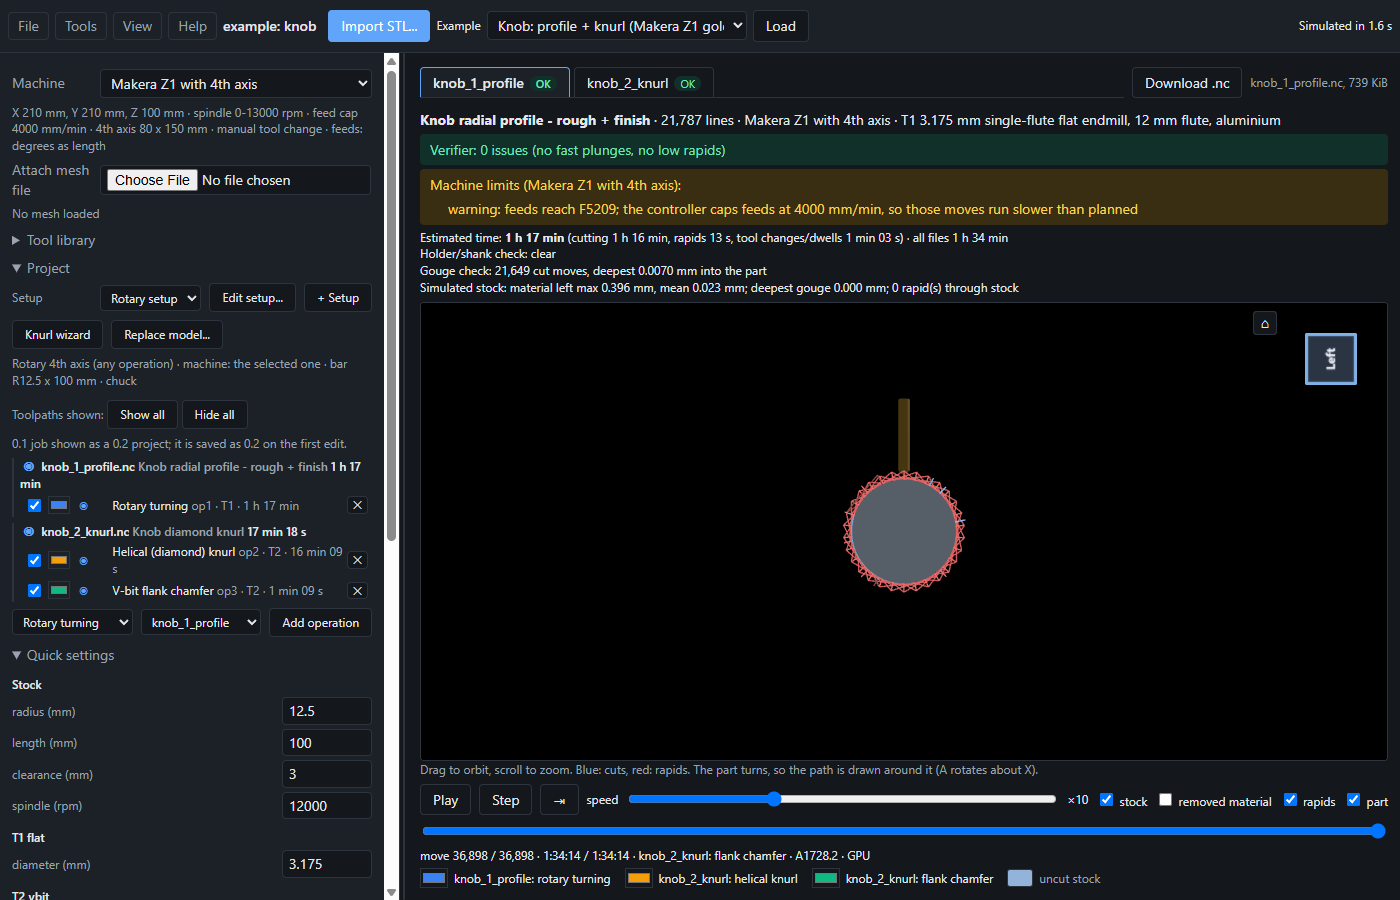 File Tools View Help example: knob Import STL... Example Knob: profile + knurl (Makera Z1 gol Load Simulated in 1.6 s
Machine Makera Z1 with 4th axis
X 210 mm, Y 210 mm, Z 100 mm · spindle 0-13000 rpm · feed cap
4000 mm/min · 4th axis 80 x 150 mm · manual tool change · feeds:
degrees as length
Attach mesh file Choose File No file chosen
No mesh loaded
Tool library
Project
Setup Rotary setup Edit setup... + Setup
Knurl wizard Replace model...
Rotary 4th axis (any operation) · machine: the selected one · bar
R12.5 x 100 mm · chuck
Toolpaths shown: Show all Hide all
0.1 job shown as a 0.2 project; it is saved as 0.2 on the first edit.
knob_1_profile.nc Knob radial profile - rough + finish 1 h 17
min
Rotary turning op1 · T1 · 1 h 17 min
knob_2_knurl.nc Knob diamond knurl 17 min 18 s
Helical (diamond) knurl op2 · T2 · 16 min 09
s
V-bit flank chamfer op3 · T2 · 1 min 09 s
Rotary turning knob_1_profile Add operation
Quick settings
Stock
radius (mm) 12.5
length (mm) 100
clearance (mm) 3
spindle (rpm) 12000
T1 flat
diameter (mm) 3.175
T2 vbit
knob_1_profile OK knob_2_knurl OK Download .nc knob_1_profile.nc, 739 KiB
Knob radial profile - rough + finish · 21,787 lines · Makera Z1 with 4th axis · T1 3.175 mm single-flute flat endmill, 12 mm flute, aluminium
Verifier: 0 issues (no fast plunges, no low rapids)
Machine limits (Makera Z1 with 4th axis):
warning: feeds reach F5209; the controller caps feeds at 4000 mm/min, so those moves run slower than planned
Estimated time: 1 h 17 min (cutting 1 h 16 min, rapids 13 s, tool changes/dwells 1 min 03 s) · all files 1 h 34 min
Holder/shank check: clear
Gouge check: 21,649 cut moves, deepest 0.0070 mm into the part
Simulated stock: material left max 0.396 mm, mean 0.023 mm; deepest gouge 0.000 mm; 0 rapid(s) through stock
Left
Drag to orbit, scroll to zoom. Blue: cuts, red: rapids. The part turns, so the path is drawn around it (A rotates about X).
Play Step ⇥ speed ×10 stock removed material rapids part
move 36,898 / 36,898 · 1:34:14 / 1:34:14 · knob_2_knurl: flank chamfer · A1728.2 · GPU
knob_1_profile: rotary turning knob_2_knurl: helical knurl knob_2_knurl: flank chamfer uncut stock